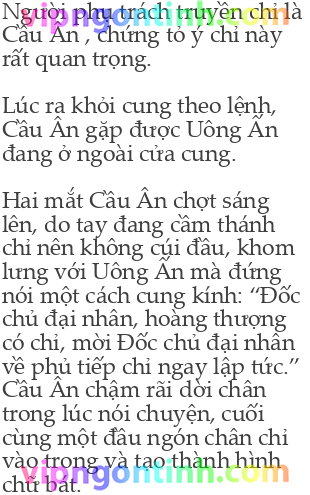 Người phụ trách truyền chỉ là
vipngontinh.com
Cầu Ân , chứng tỏ ý chỉ này
rất quan trọng.
Lúc ra khỏi cung theo lệnh,
Cầu Ân gặp được Uông Ấn
đang ở ngoài cửa cung.
Hai mắt Cầu Ân chợt sáng
lên, do tay đang cầm thánh
chỉ nên không cúi đầu, khom
lưng với Uông Ấn mà đứng
nói một cách cung kính: “Đốc
chủ đại nhân, hoàng thượng
có chỉ, mời Đốc chủ đại nhân
về phủ tiếp chỉ ngay lập tức.”
Cầu Ân chậm rãi dời chân
trong lúc nói chuyện, cuối
cùng một đầu ngón chân chỉ
vào trong và tạo thành hình
vipngontinh.com
chữ bát.